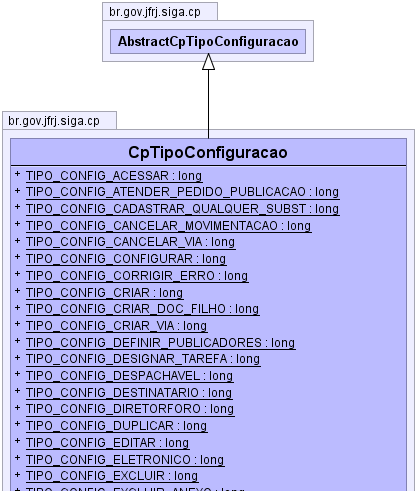 br.gov.jfrj.siga.cp
AbstractCpTipoConfiguracao
br.gov.jfrj.siga.cp
CpTipoConfiguracao
+ TIPO_CONFIG_ACESSAR : long
+ TIPO_CONFIG_ATENDER_PEDIDO_PUBLICACAO : long
+ TIPO_CONFIG_CADASTRAR_QUALQUER_SUBST : long
+ TIPO_CONFIG_CANCELAR_MOVIMENTACAO : long
+ TIPO_CONFIG_CANCELAR_VIA : long
+ TIPO_CONFIG_CONFIGURAR : long
+ TIPO_CONFIG_CORRIGIR_ERRO : long
+ TIPO_CONFIG_CRIAR : long
+ TIPO_CONFIG_CRIAR_DOC_FILHO : long
+ TIPO_CONFIG_CRIAR_VIA : long
+ TIPO_CONFIG_DEFINIR_PUBLICADORES : long
+ TIPO_CONFIG_DESIGNAR_TAREFA : long
+ TIPO_CONFIG_DESPACHAVEL : long
+ TIPO_CONFIG_DESTINATARIO : long
+ TIPO_CONFIG_DIRETORFORO : long
+ TIPO_CONFIG_DUPLICAR : long
+ TIPO_CONFIG_EDITAR : long
+ TIPO_CONFIG_ELETRONICO : long
+ TIPO_CONFIG_EXCLUIR : long
+ TIPO_CONFIG_EXCLUIR_ANEXO : long